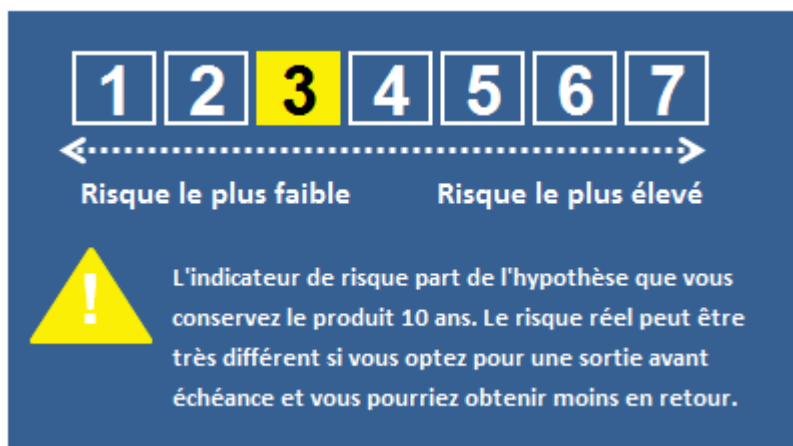 1 2 3 4 5 6 7
Risque le plus faible Risque le plus élevé
!
L'indicateur de risque part de l'hypothèse que vous
conservez le produit 10 ans. Le risque réel peut être
très différent si vous optez pour une sortie avant
échéance et vous pourriez obtenir moins en retour.